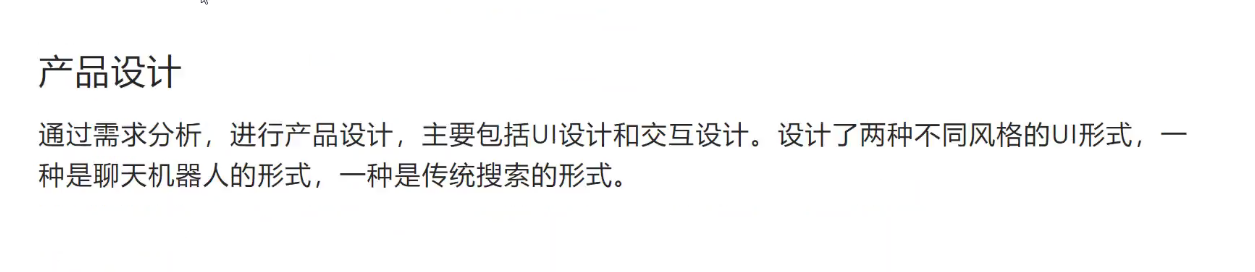 产品设计
通过需求分析，进行产品设计，主要包括UI设计和交互设计。设计了两种不同风格的UI形式，一
种是聊天机器人的形式，一种是传统搜索的形式。